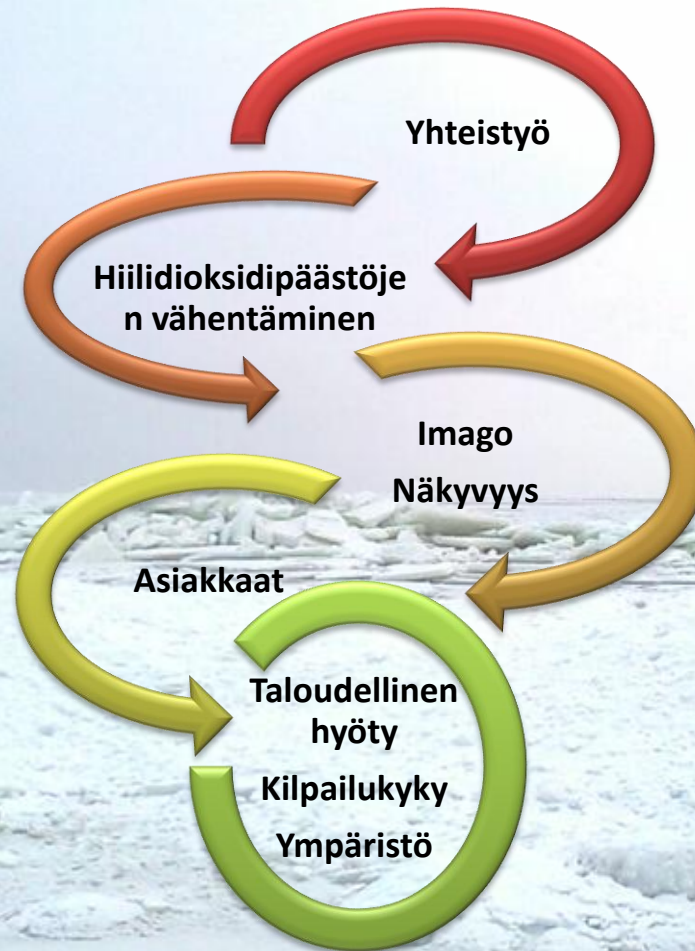 Yhteistyö
Hiilidioksidipäästöje
n vähentäminen
Imago
Näkyvyys
Asiakkaat
Taloudellinen
hyöty
Kilpailukyky
Ympäristö